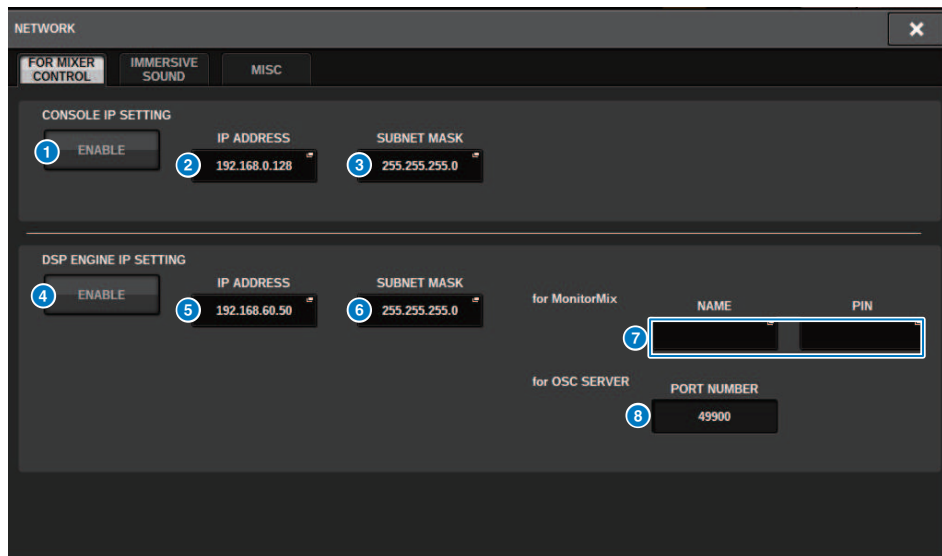 NETWORK
FOR MIXER CONTROL
IMMERSIVE SOUND
MISC
CONSOLE IP SETTING
1 ENABLE
IP ADDRESS
2 192.168.0.128
SUBNET MASK
3 255.255.255.0
DSP ENGINE IP SETTING
4 ENABLE
IP ADDRESS
5 192.168.60.50
SUBNET MASK
6 255.255.255.0
for MonitorMix
NAME
PIN
7
for OSC SERVER
PORT NUMBER
8 49900